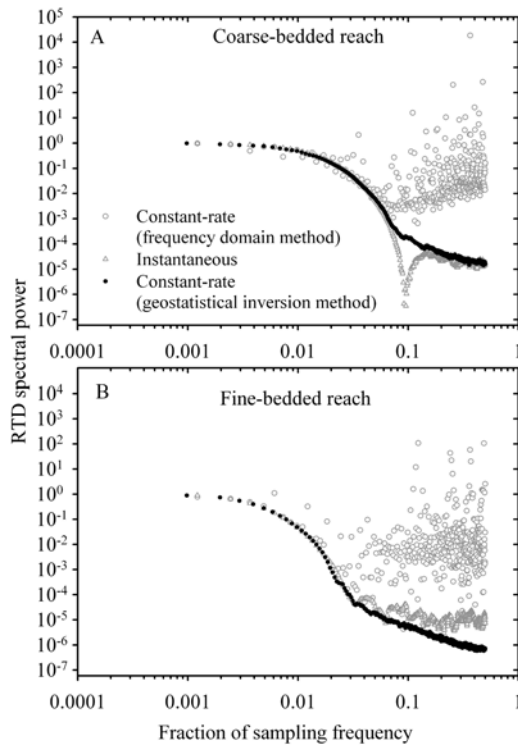 A
Coarse-bedded reach
10^5
10^4
10^3
10^2
10^1
10^0
10^-1
10^-2
10^-3
10^-4
10^-5
10^-6
10^-7
Constant-rate
(frequency domain method)
Instantaneous
Constant-rate
(geostatistical inversion method)
0.0001 0.001 0.01 0.1 1
RTD spectral power
B
Fine-bedded reach
10^4
10^3
10^2
10^1
10^0
10^-1
10^-2
10^-3
10^-4
10^-5
10^-6
10^-7
0.0001 0.001 0.01 0.1 1
Fraction of sampling frequency